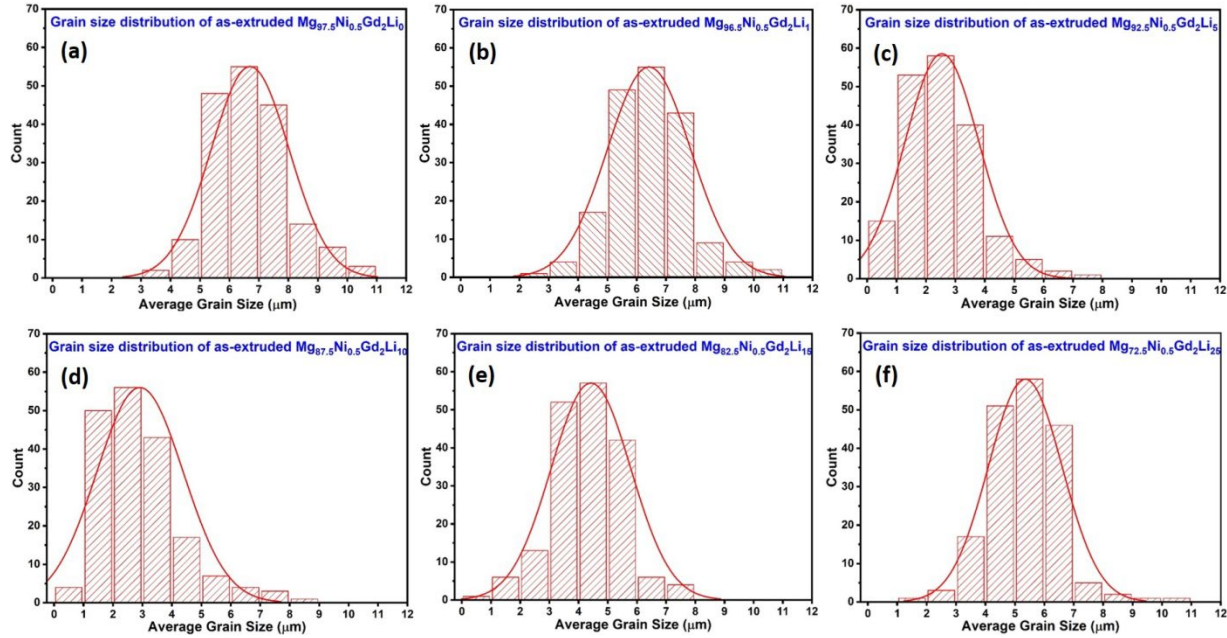 Grain size distribution of as-extruded Mg97.5Ni0.5Gd2Li0
(a)
70
60
50
40
30
20
10
0
Count
0 1 2 3 4 5 6 7 8 9 10 11 12
Average Grain Size (μm)
Grain size distribution of as-extruded Mg96.5Ni0.5Gd2Li1
(b)
70
60
50
40
30
20
10
0
Count
0 1 2 3 4 5 6 7 8 9 10 11 12
Average Grain Size (μm)
Grain size distribution of as-extruded Mg92.5Ni0.5Gd2Li5
(c)
70
60
50
40
30
20
10
0
Count
0 1 2 3 4 5 6 7 8 9 10 11 12
Average Grain Size (μm)
Grain size distribution of as-extruded Mg87.5Ni0.5Gd2Li10
(d)
70
60
50
40
30
20
10
0
Count
0 1 2 3 4 5 6 7 8 9 10 11 12
Average Grain Size (μm)
Grain size distribution of as-extruded Mg82.5Ni0.5Gd2Li15
(e)
70
60
50
40
30
20
10
0
Count
0 1 2 3 4 5 6 7 8 9 10 11 12
Average Grain Size (μm)
Grain size distribution of as-extruded Mg72.5Ni0.5Gd2Li25
(f)
70
60
50
40
30
20
10
0
Count
0 1 2 3 4 5 6 7 8 9 10 11 12
Average Grain Size (μm)